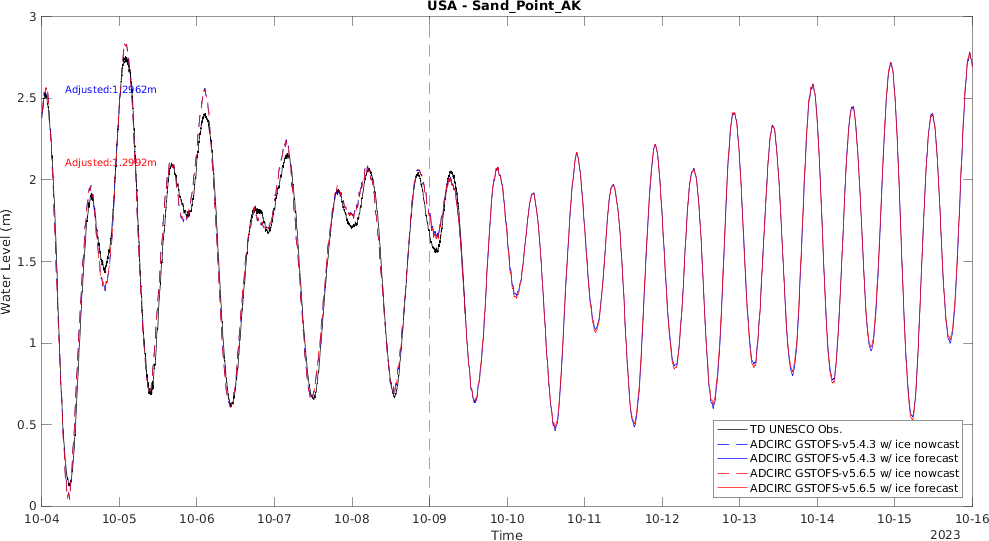 USA - Sand_Point_AK
3
2.5
2
1.5
1
0.5
0
Water Level (m)
Adjusted:1.2962m
Adjusted:1.2992m
TD UNESCO Obs.
ADCIRC GSTOFS-v5.4.3 w/ ice nowcast
ADCIRC GSTOFS-v5.4.3 w/ ice forecast
ADCIRC GSTOFS-v5.6.5 w/ ice nowcast
ADCIRC GSTOFS-v5.6.5 w/ ice forecast
10-04 10-05 10-06 10-07 10-08 10-09 10-10 10-11 10-12 10-13 10-14 10-15 10-16
Time
2023